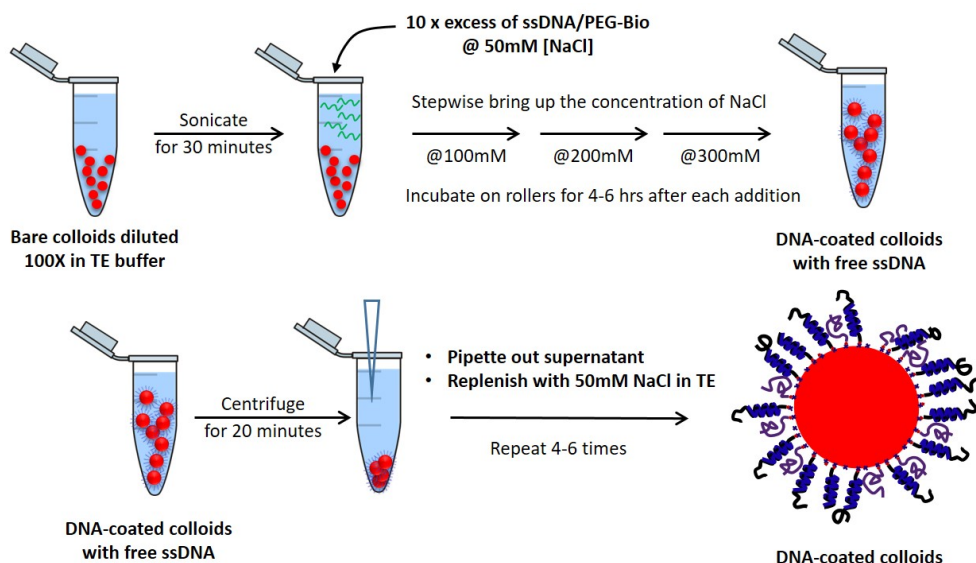 10 x excess of ssDNA/PEG-Bio
@ 50mM [NaCl]
Sonicate
for 30 minutes
Stepwise bring up the concentration of NaCl
@100mM
@200mM
@300mM
Incubate on rollers for 4-6 hrs after each addition
Bare colloids diluted
100X in TE buffer
DNA-coated colloids
with free ssDNA
Centrifuge
for 20 minutes
• Pipette out supernatant
• Replenish with 50mM NaCl in TE
Repeat 4-6 times
DNA-coated colloids
with free ssDNA
DNA-coated colloids